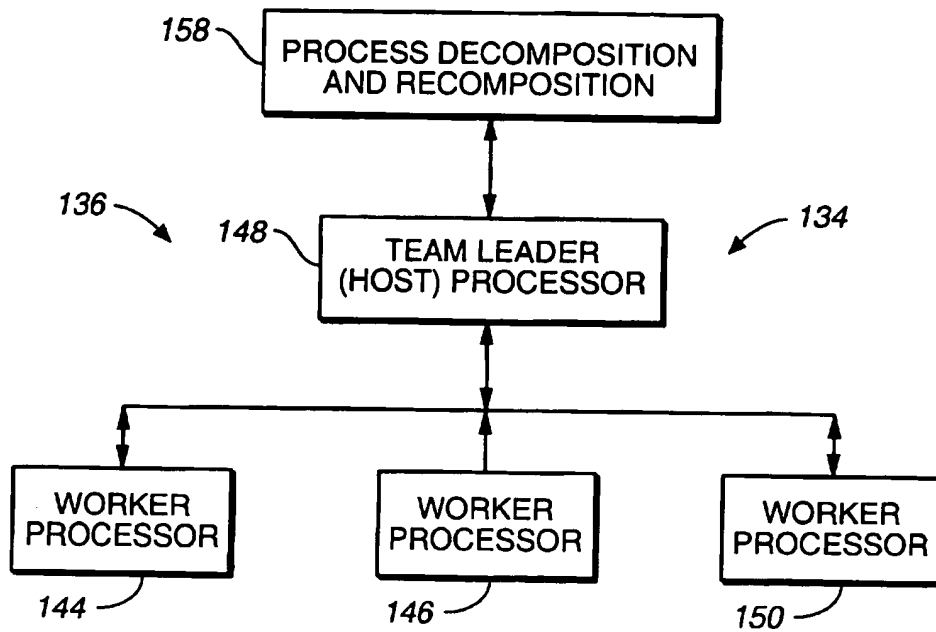 158
PROCESS DECOMPOSITION
AND RECOMPOSITION
136
148
TEAM LEADER
(HOST) PROCESSOR
134
WORKER
PROCESSOR
144
WORKER
PROCESSOR
146
WORKER
PROCESSOR
150